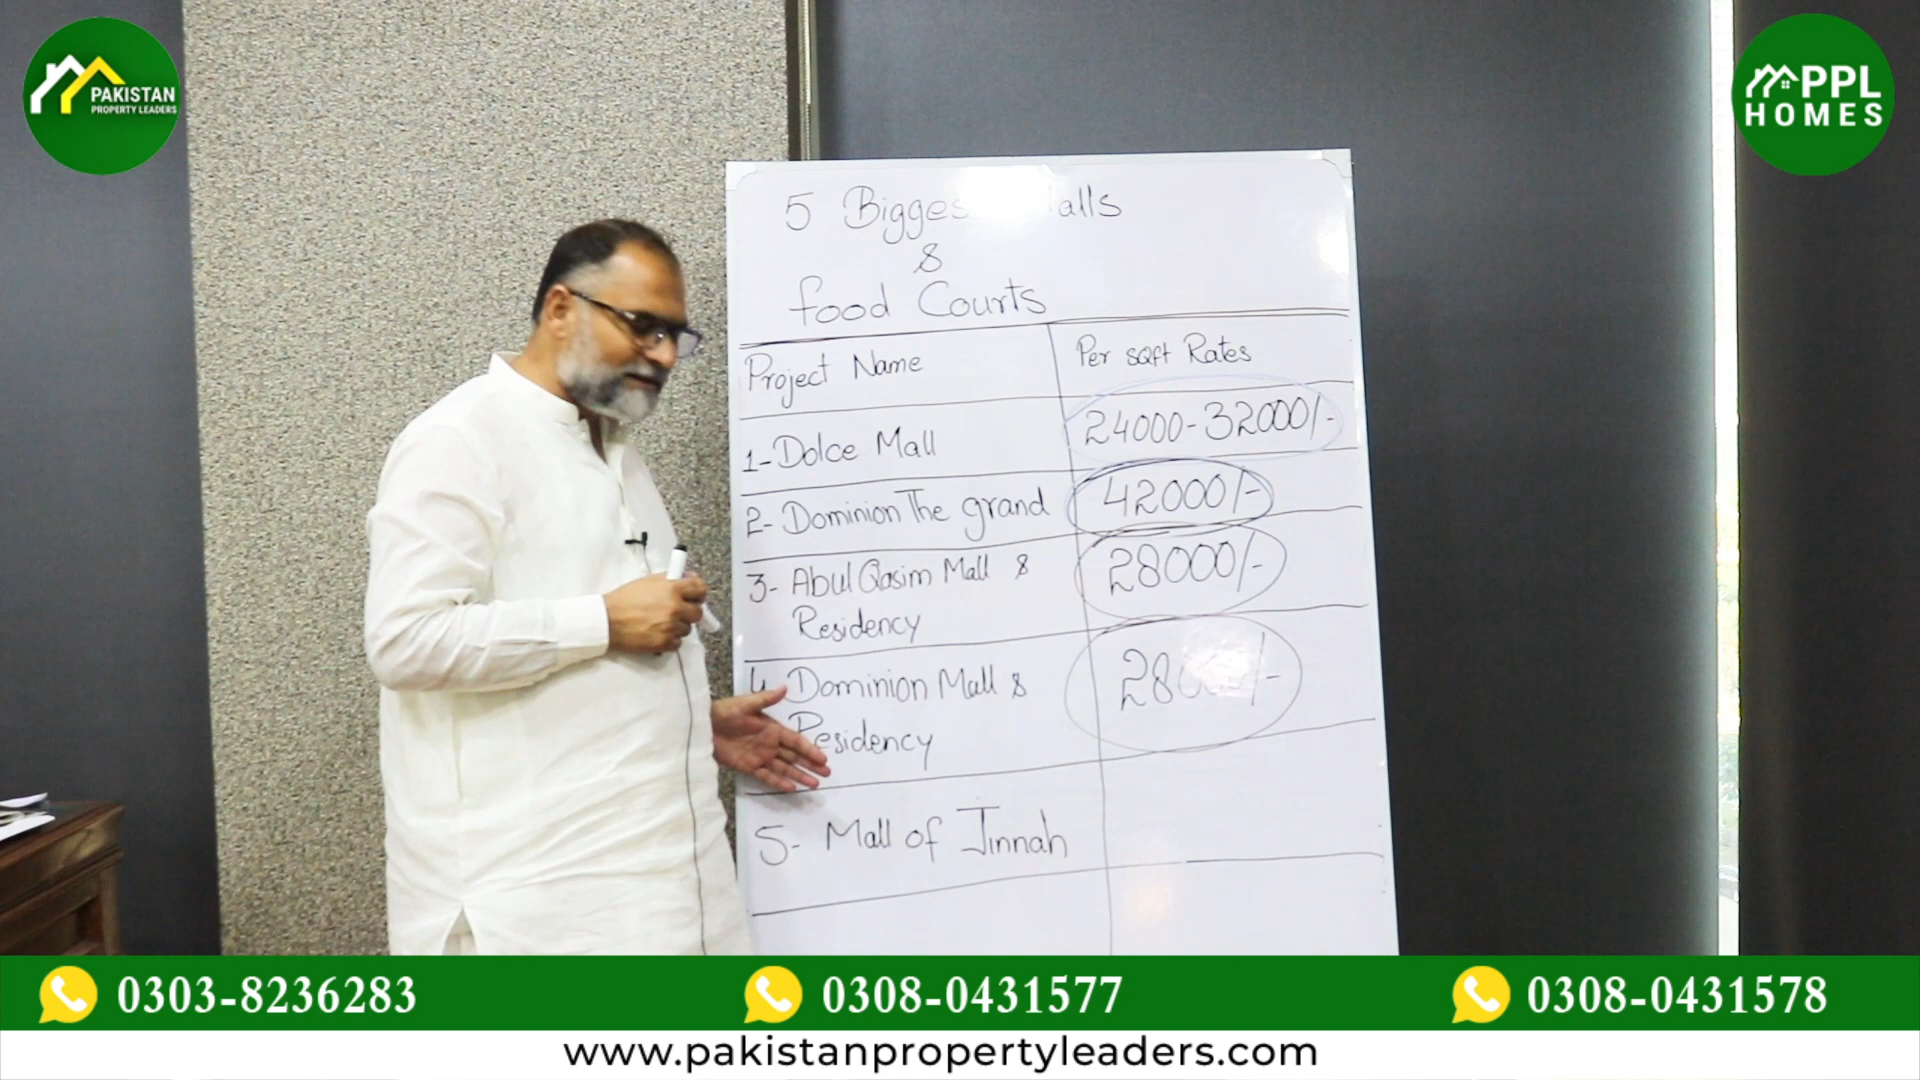 PAKISTAN
PROPERTY LEADERS
PPL
HOMES
5
&
Food Courts
Project Name
Per sqft Rates
1-Dolce Mall
24000-32000/-
2- Dominion The grand
42000/-
3- Abul Qasim Mall &
Residency
28000/-
4 Dominion Mall &
Residency
5- Mall of Jinnah
0303-8236283
0308-0431577
0308-0431578
www.pakistanpropertyleaders.com